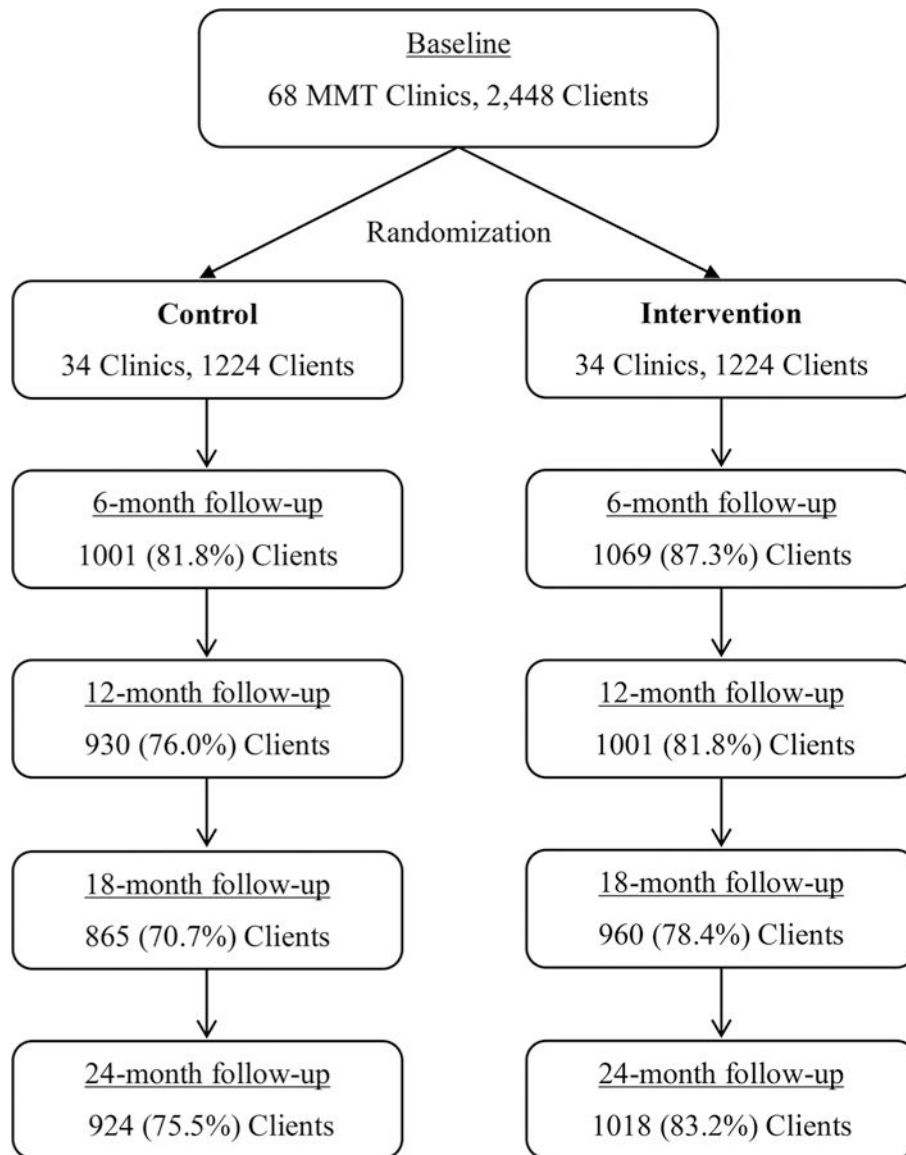 Baseline
68 MMT Clinics, 2,448 Clients
Randomization
Control
34 Clinics, 1224 Clients
6-month follow-up
1001 (81.8%) Clients
12-month follow-up
930 (76.0%) Clients
18-month follow-up
865 (70.7%) Clients
24-month follow-up
924 (75.5%) Clients
Intervention
34 Clinics, 1224 Clients
6-month follow-up
1069 (87.3%) Clients
12-month follow-up
1001 (81.8%) Clients
18-month follow-up
960 (78.4%) Clients
24-month follow-up
1018 (83.2%) Clients